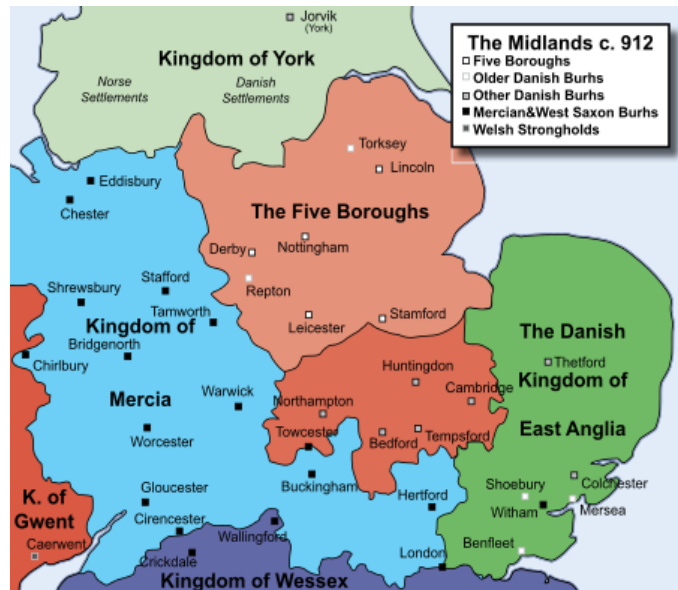 Jorvik
(York)
Kingdom of York
Norse
Settlements
Danish
Settlements
The Midlands c. 912
Five Boroughs
Older Danish Burhs
Other Danish Burhs
Mercian&West Saxon Burhs
Welsh Strongholds
Torksey
Lincoln
Eddisbury
Chester
The Five Boroughs
Derby
Nottingham
Repton
Stafford
Shrewsbury
Tamworth
Leicester
Stamford
Kingdom of
Mercia
Bridgenorth
Chirlbury
The Danish
Kingdom of
East Anglia
Thetford
Huntingdon
Cambridge
Northampton
Warwick
Towcester
Bedford
Tempsford
Worcester
Buckingham
Gloucester
Hertford
Shoebury
Colchester
Witham
Mersea
K. of
Gwent
Caerwent
Cirencester
Wallingford
Crickdale
London
Benfleet
Kingdom of Wessex